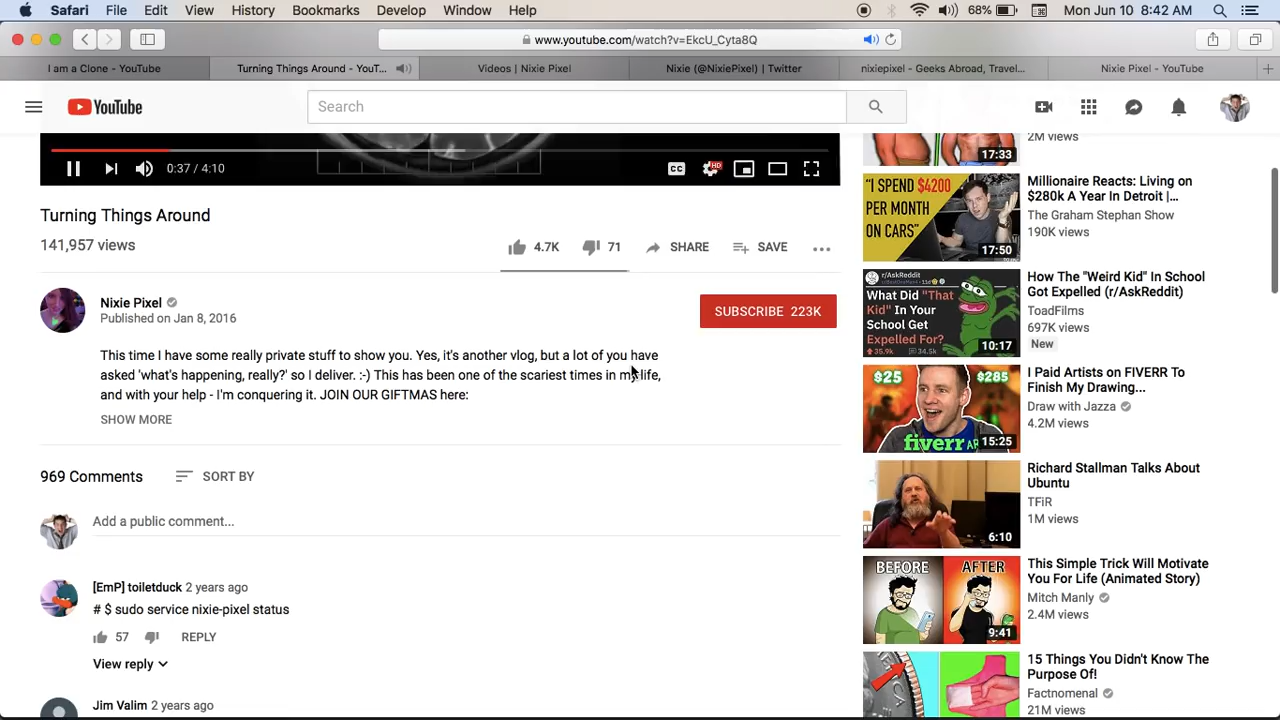 Safari File Edit View History Bookmarks Develop Window Help 68% Mon Jun 10 8:42 AM
www.youtube.com/watch?v=EkcU_Cyta8Q
I am a Clone - YouTube Turning Things Around - YouT... Videos | Nixie Pixel - YouTube Nixie (@NixiePixel) | Twitter nixiepixel - Geeks Abroad, Travel... Nixie Pixel - YouTube
YouTube Search
0:37 / 4:10 CC HD
Turning Things Around
141,957 views
4.7K 71 SHARE SAVE
Nixie Pixel
Published on Jan 8, 2016
SUBSCRIBE 223K
This time I have some really private stuff to show you. Yes, it's another vlog, but a lot of you have
asked 'what's happening, really?' so I deliver. :-) This has been one of the scariest times in my life,
and with your help - I'm conquering it. JOIN OUR GIFTMAS here:
SHOW MORE
969 Comments SORT BY
Add a public comment...
[EmP] toiletduck 2 years ago
# $ sudo service nixie-pixel status
57 REPLY
View reply
Jim Valim 2 years ago
2M views
17:33
"I SPEND $4200
PER MONTH
ON CARS"
17:50
Millionaire Reacts: Living on
$280k A Year In Detroit |...
The Graham Stephan Show
190K views
r/AskReddit
What Did "That
Kid" In Your
School Get
Expelled For?
35.9k 34.5k
10:17
How The "Weird Kid" In School
Got Expelled (r/AskReddit)
ToadFilms
697K views
New
$25 $285
fiverr
15:25
I Paid Artists on FIVERR To
Finish My Drawing...
Draw with Jazza
4.2M views
6:10
Richard Stallman Talks About
Ubuntu
TFiR
1M views
BEFORE AFTER
9:41
This Simple Trick Will Motivate
You For Life (Animated Story)
Mitch Manly
2.4M views
15 Things You Didn't Know The
Purpose Of!
Factnomenal
21M views